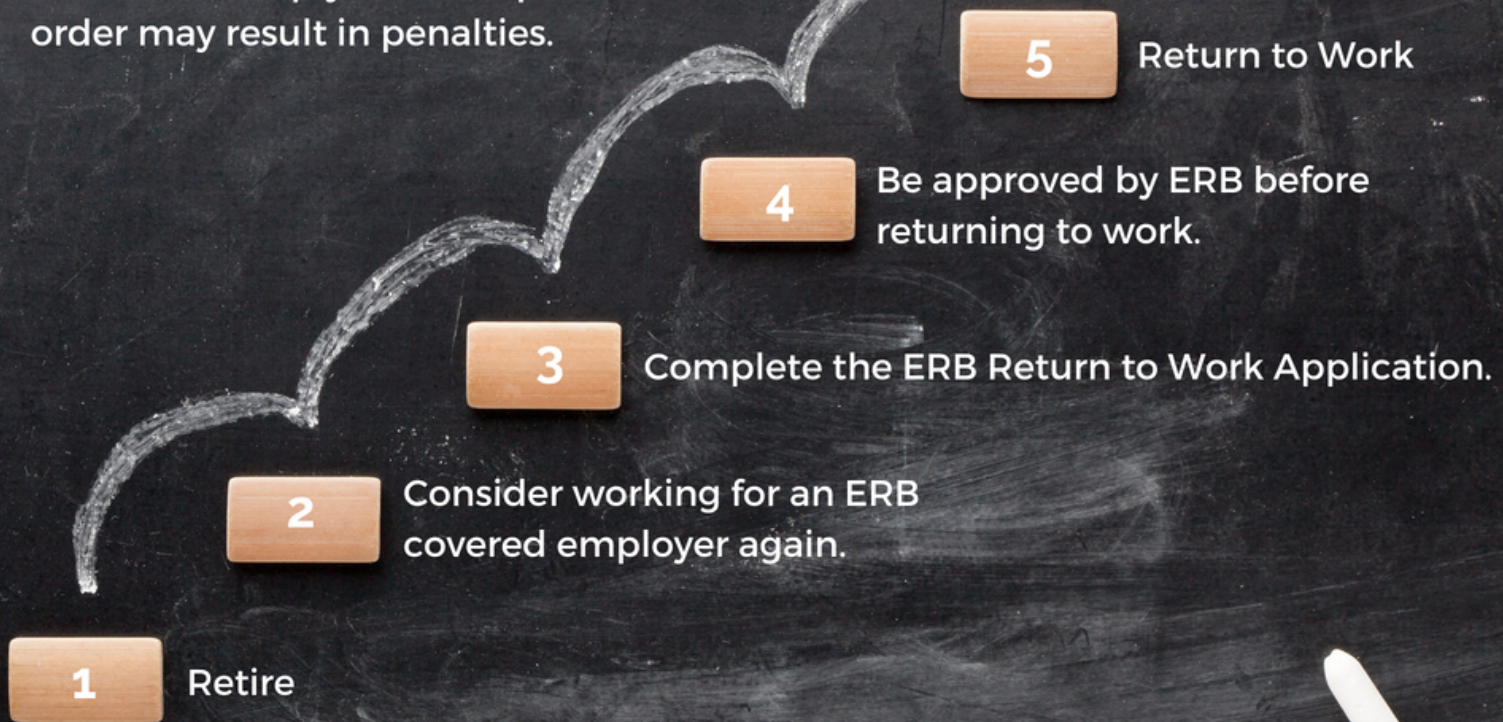 order may result in penalties.
5 Return to Work
4 Be approved by ERB before
returning to work.
3 Complete the ERB Return to Work Application.
2 Consider working for an ERB
covered employer again.
1 Retire